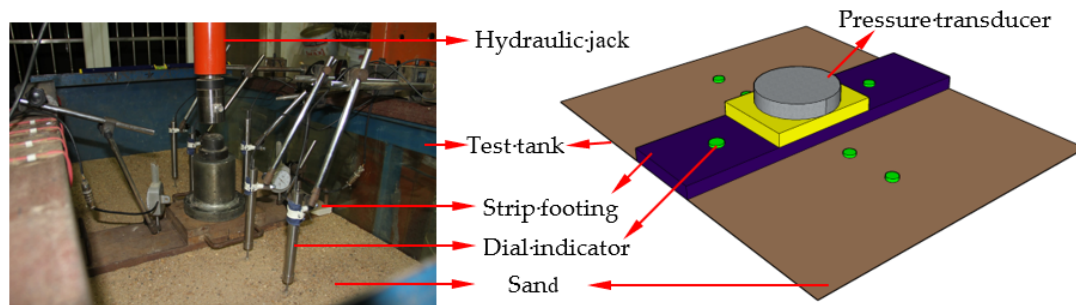 Pressure·transducer
Hydraulic·jack
Test·tank
Strip·footing
Dial·indicator
Sand